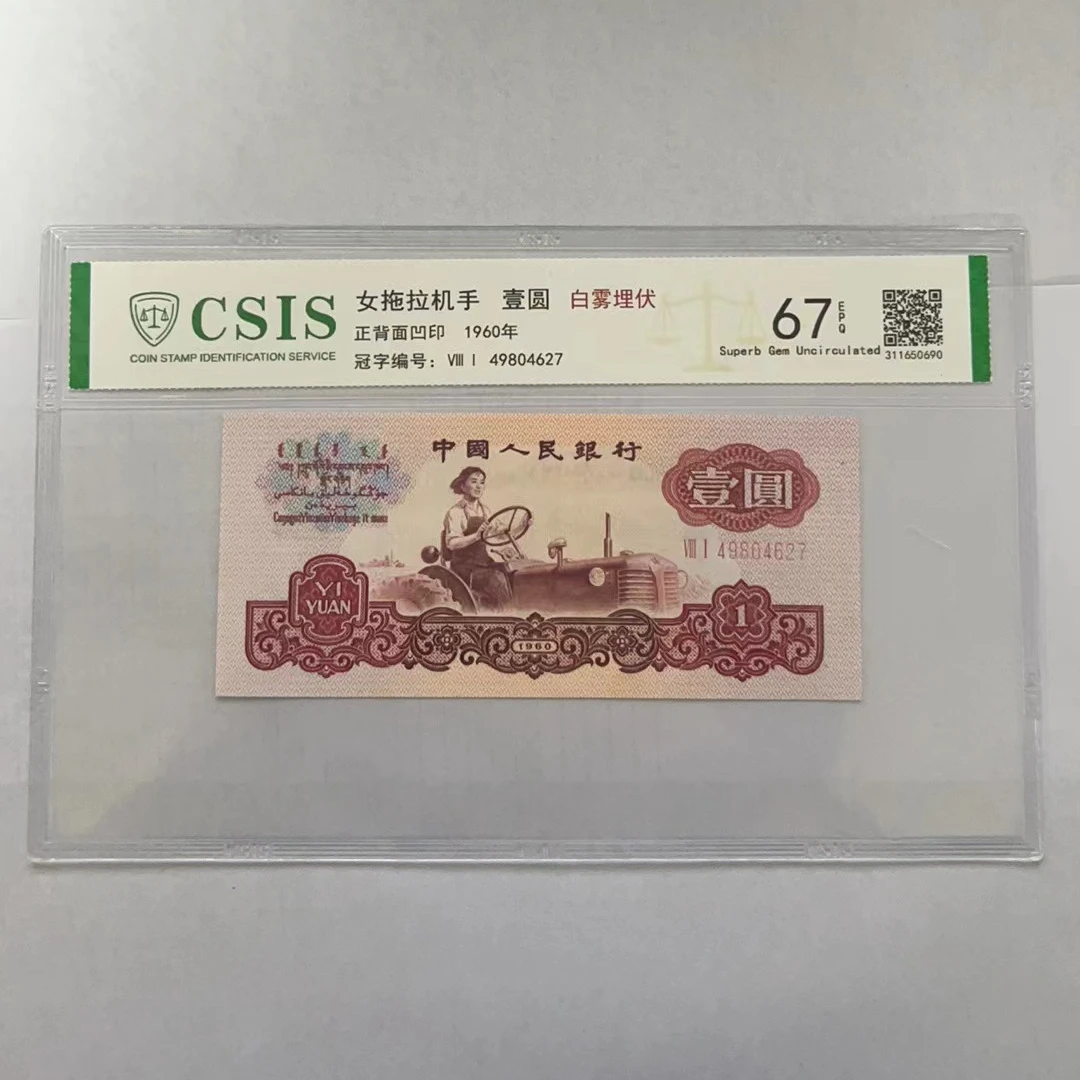 CSIS
COIN STAMP IDENTIFICATION SERVICE
女拖拉机手 壹圆 白雾埋伏
正背面凹印 1960年
冠字编号: Ⅷ Ⅰ 49804627
67 EPQ
Superb Gem Uncirculated
311650690
中國人民銀行
壹圓
Ⅷ Ⅰ 49804627
YI
YUAN
1960
1